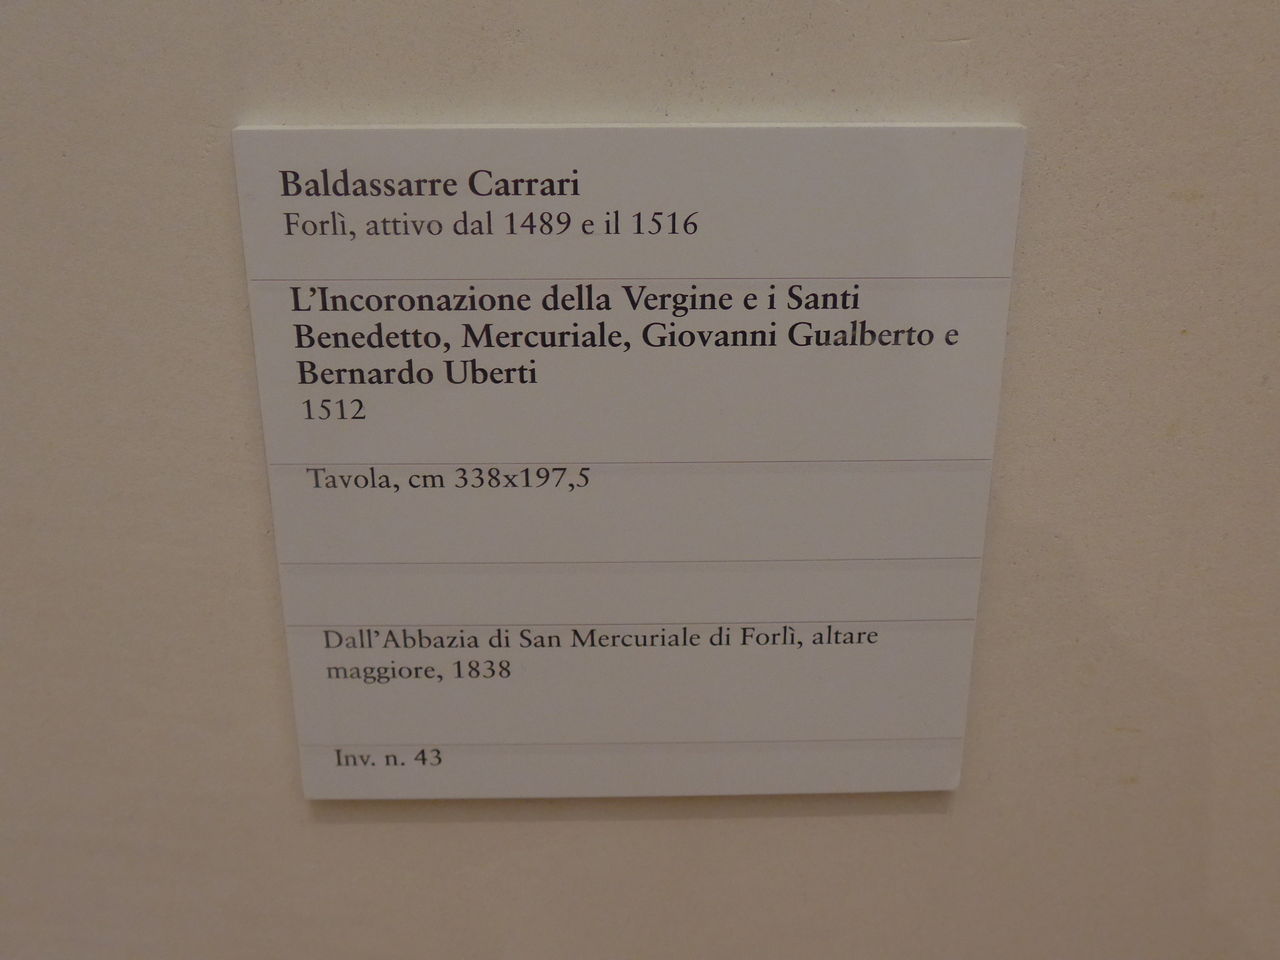 Baldassarre Carrari
Forlì, attivo dal 1489 e il 1516
L'Incoronazione della Vergine e i Santi
Benedetto, Mercuriale, Giovanni Gualberto e
Bernardo Uberti
1512
Tavola, cm 338x197,5
Dall'Abbazia di San Mercuriale di Forlì, altare
maggiore, 1838
Inv. n. 43